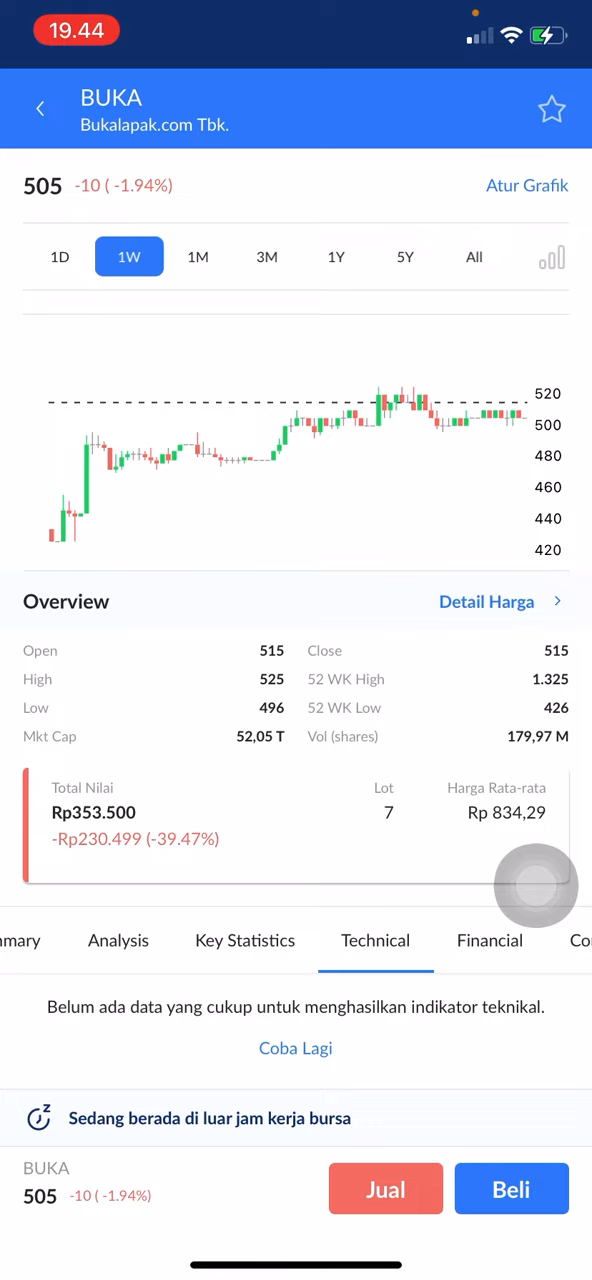 19.44
BUKA
Bukalapak.com Tbk.
505 -10 ( -1.94%) Atur Grafik
1D 1W 1M 3M 1Y 5Y All
520
500
480
460
440
420
Overview Detail Harga
Open 515 Close 515
High 525 52 WK High 1.325
Low 496 52 WK Low 426
Mkt Cap 52,05 T Vol (shares) 179,97 M
Total Nilai Lot Harga Rata-rata
Rp353.500 7 Rp 834,29
-Rp230.499 (-39.47%)
mary Analysis Key Statistics Technical Financial Co
Belum ada data yang cukup untuk menghasilkan indikator teknikal.
Coba Lagi
z
Sedang berada di luar jam kerja bursa
BUKA
505 -10 ( -1.94%)
Jual Beli